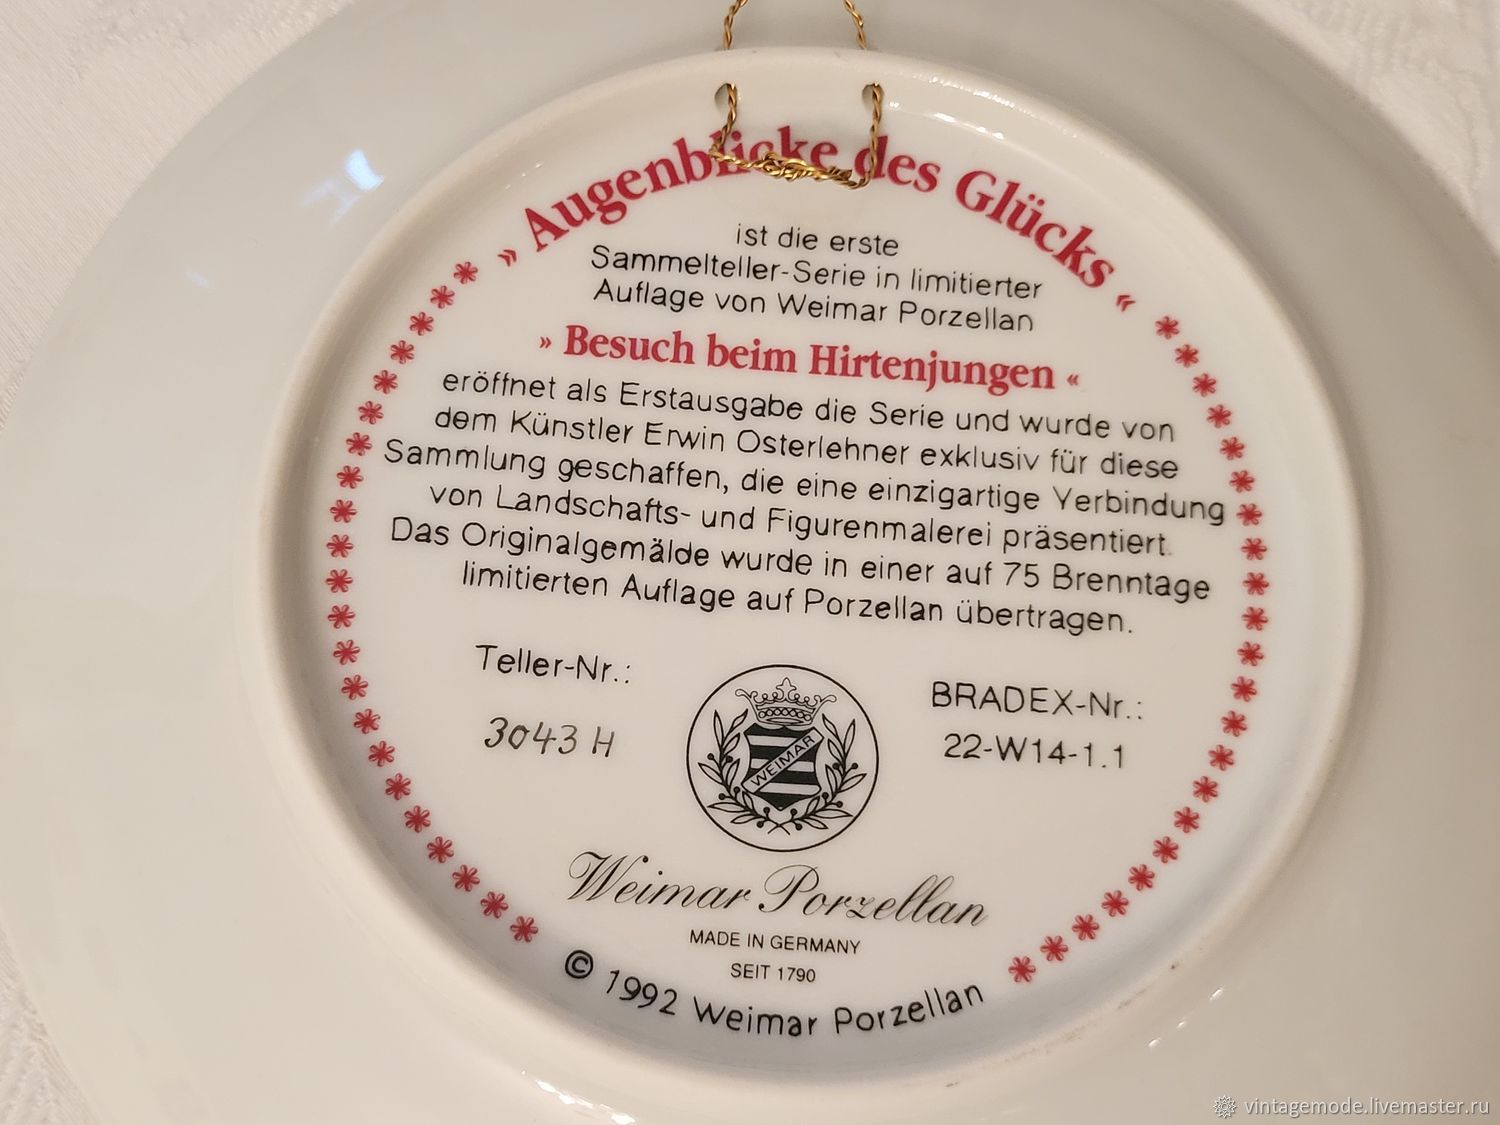 » Augenblicke des Glücks «
ist die erste
Sammelteller-Serie in limitierter
Auflage von Weimar Porzellan
» Besuch beim Hirtenjungen «
eröffnet als Erstausgabe die Serie und wurde von
dem Künstler Erwin Osterlehner exklusiv für diese
Sammlung geschaffen, die eine einzigartige Verbindung
von Landschafts- und Figurenmalerei präsentiert.
Das Originalgemälde wurde in einer auf 75 Brenntage
limitierten Auflage auf Porzellan übertragen.
Teller-Nr.:
3043 H
WEIMAR
BRADEX-Nr.:
22-W14-1.1
Weimar Porzellan
MADE IN GERMANY
SEIT 1790
© 1992 Weimar Porzellan
vintagemode.livemaster.ru